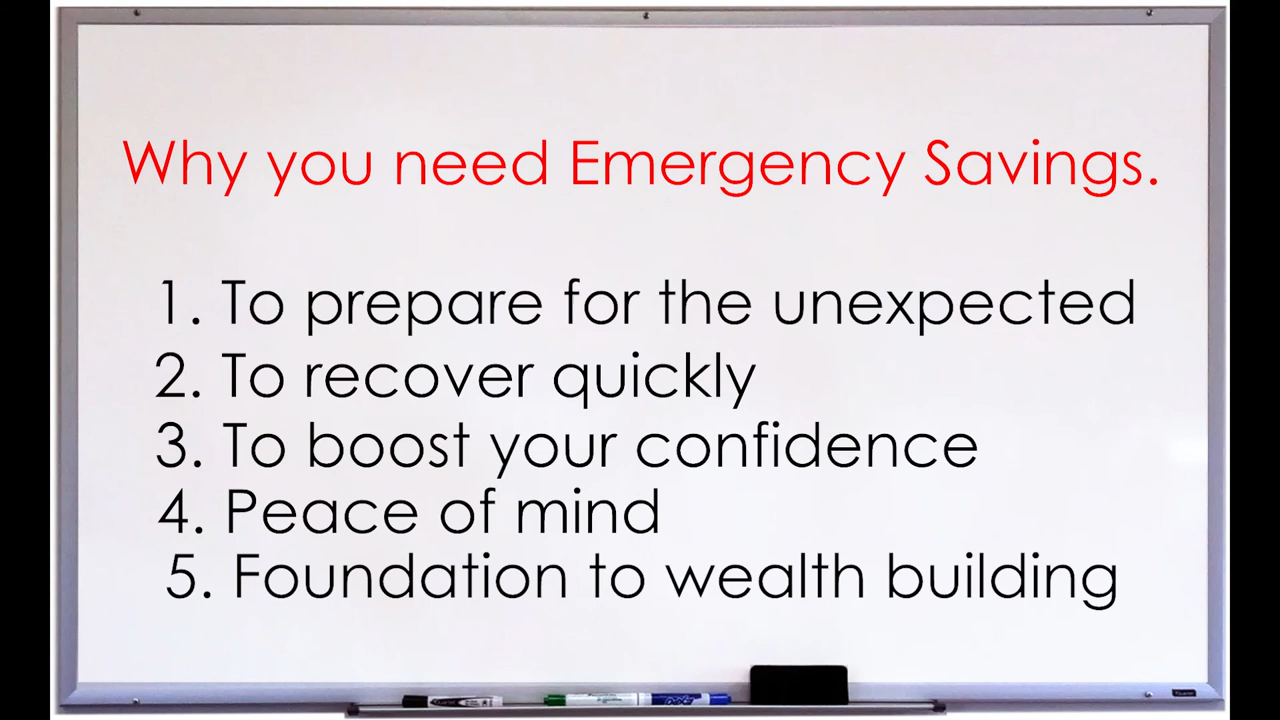 Why you need Emergency Savings.
1. To prepare for the unexpected
2. To recover quickly
3. To boost your confidence
4. Peace of mind
5. Foundation to wealth building